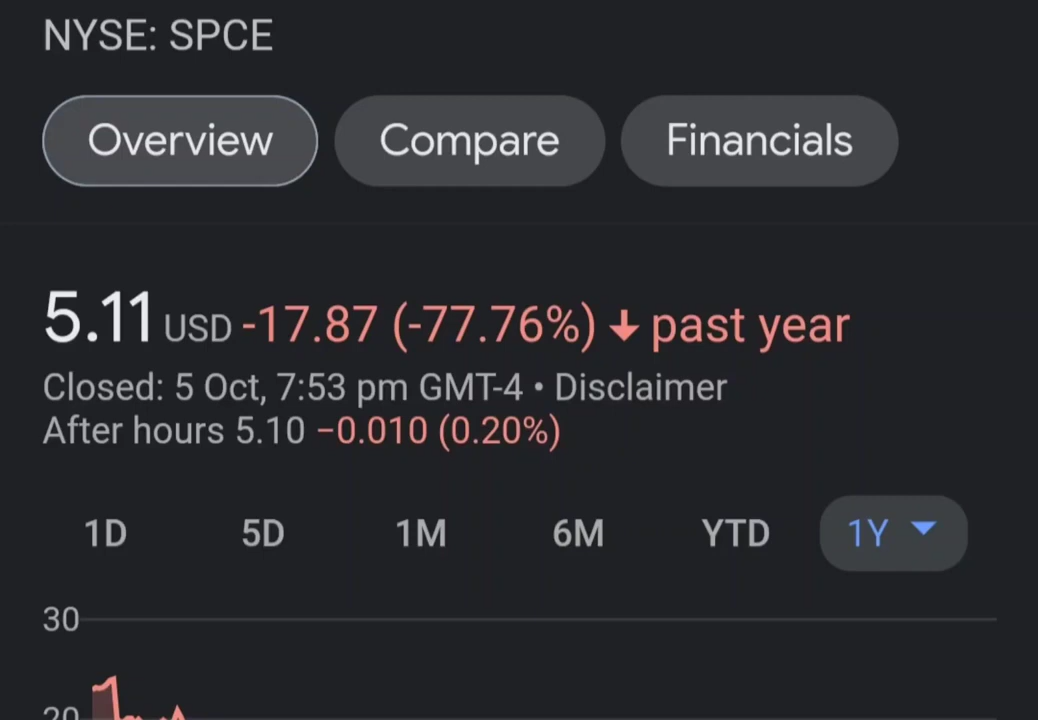 NYSE: SPCE
Overview Compare Financials
5.11 USD -17.87 (-77.76%) ↓ past year
Closed: 5 Oct, 7:53 pm GMT-4 • Disclaimer
After hours 5.10 −0.010 (0.20%)
1D 5D 1M 6M YTD 1Y
30
20